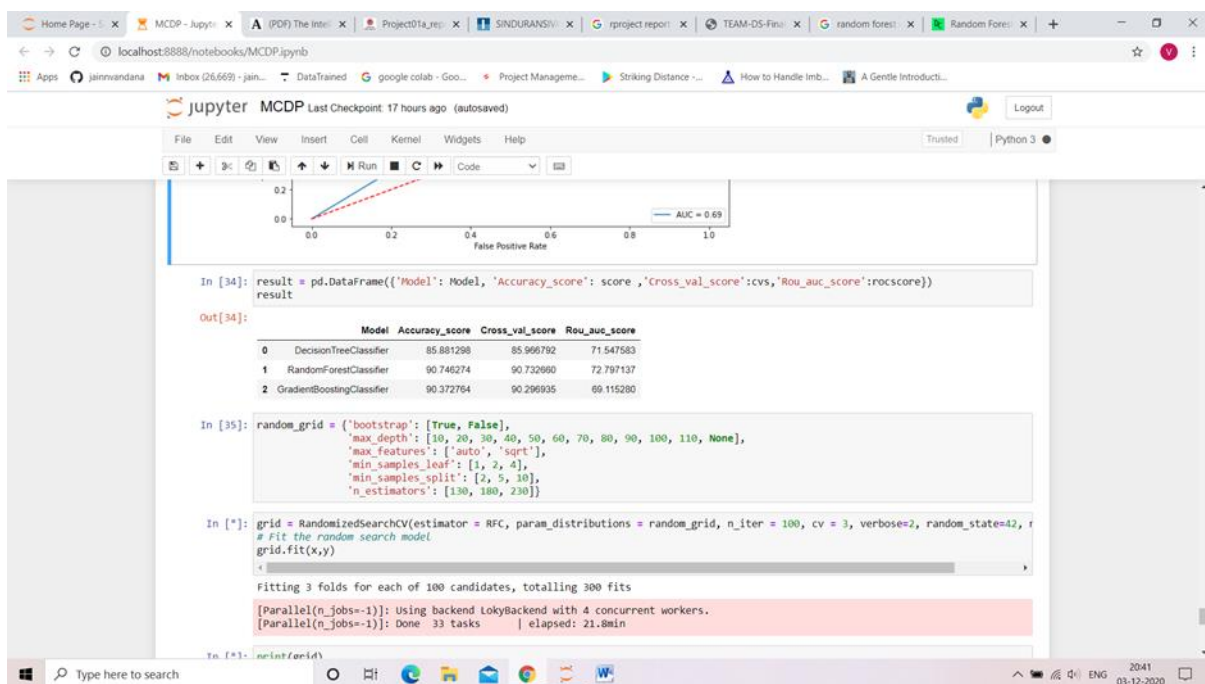 Home Page - S
MCDP - Jupyte
(PDF) The Intel
Project01a_rep
SINDURANSIV
rproject report
TEAM-DS-Final
random forest
Random Fores
localhost:8888/notebooks/MCDP.ipynb
V
Apps
jainnvandana
Inbox (26,669) - jain...
DataTrained
google colab - Goo...
Project Manageme...
Striking Distance -...
How to Handle Imb...
A Gentle Introducti...
jupyter MCDP Last Checkpoint: 17 hours ago (autosaved)
Logout
File Edit View Insert Cell Kernel Widgets Help
Trusted
Python 3
Run
Code
0.2
0.0
AUC = 0.69
0.0 0.2 0.4 0.6 0.8 1.0
False Positive Rate
In [34]: result = pd.DataFrame({'Model': Model, 'Accuracy_score': score ,'Cross_val_score':cvs,'Rou_auc_score':rocscore})
result
Out[34]:
Model Accuracy_score Cross_val_score Rou_auc_score
0 DecisionTreeClassifier 85.881298 85.966792 71.547583
1 RandomForestClassifier 90.746274 90.732660 72.797137
2 GradientBoostingClassifier 90.372764 90.296935 69.115280
In [35]: random_grid = {'bootstrap': [True, False],
'max_depth': [10, 20, 30, 40, 50, 60, 70, 80, 90, 100, 110, None],
'max_features': ['auto', 'sqrt'],
'min_samples_leaf': [1, 2, 4],
'min_samples_split': [2, 5, 10],
'n_estimators': [130, 180, 230]}
In [*]: grid = RandomizedSearchCV(estimator = RFC, param_distributions = random_grid, n_iter = 100, cv = 3, verbose=2, random_state=42,
# Fit the random search model
grid.fit(x,y)
Fitting 3 folds for each of 100 candidates, totalling 300 fits
[Parallel(n_jobs=-1)]: Using backend LokyBackend with 4 concurrent workers.
[Parallel(n_jobs=-1)]: Done 33 tasks | elapsed: 21.8min
In [*]: print(grid)
Type here to search
ENG
20:41
03-12-2020